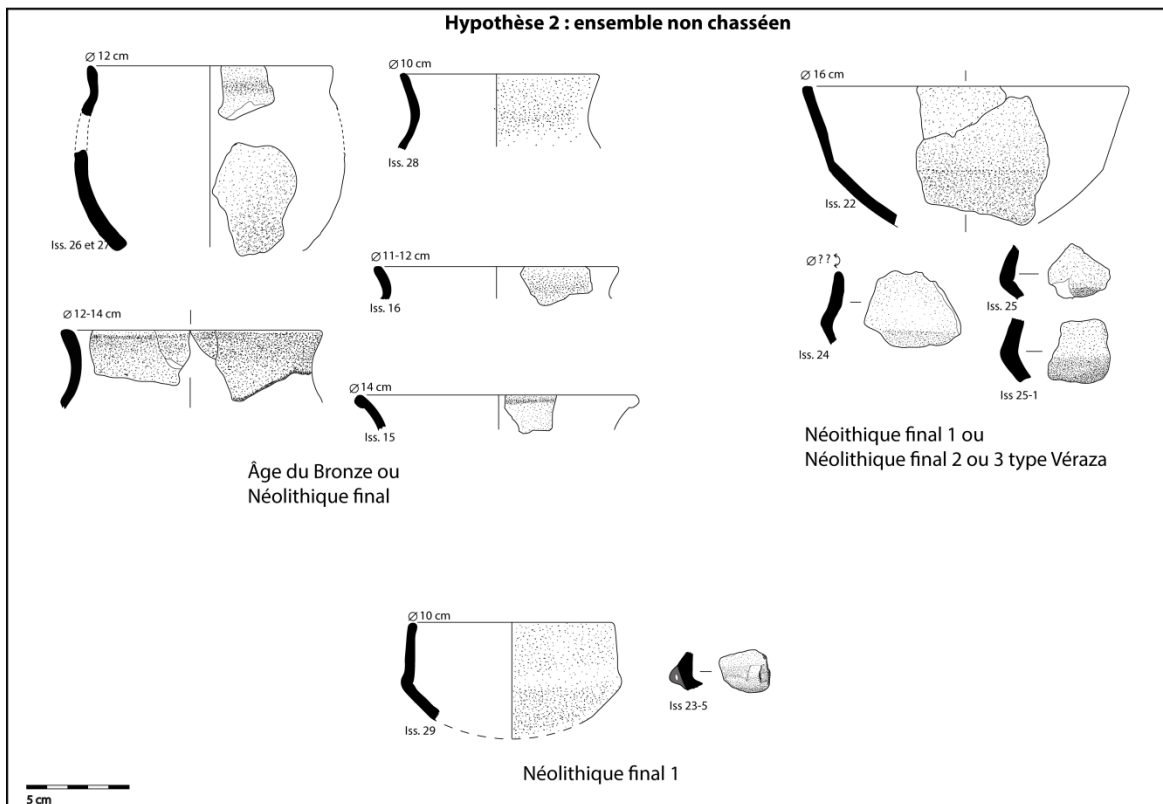 Hypothèse 2 : ensemble non chasséen
∅ 12 cm
Iss. 26 et 27
∅ 10 cm
Iss. 28
∅ 11-12 cm
Iss. 16
∅ 12-14 cm
∅ 14 cm
Iss. 15
Âge du Bronze ou
Néolithique final
∅ 16 cm
Iss. 22
∅ ??
Iss. 24
Iss. 25
Iss 25-1
Néoithique final 1 ou
Néolithique final 2 ou 3 type Véraza
∅ 10 cm
Iss. 29
Iss 23-5
Néolithique final 1
5 cm